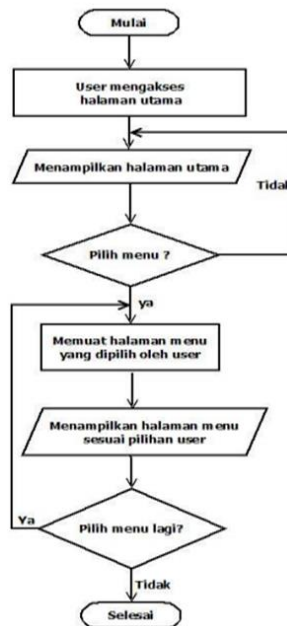 Mulai
User mengakses
halaman utama
Menampilkan halaman utama
Tidak
Pilih menu ?
ya
Memuat halaman menu
yang dipilih oleh user
Menampilkan halaman menu
sesuai pilihan user
Ya
Pilih menu lagi?
Tidak
Selesai